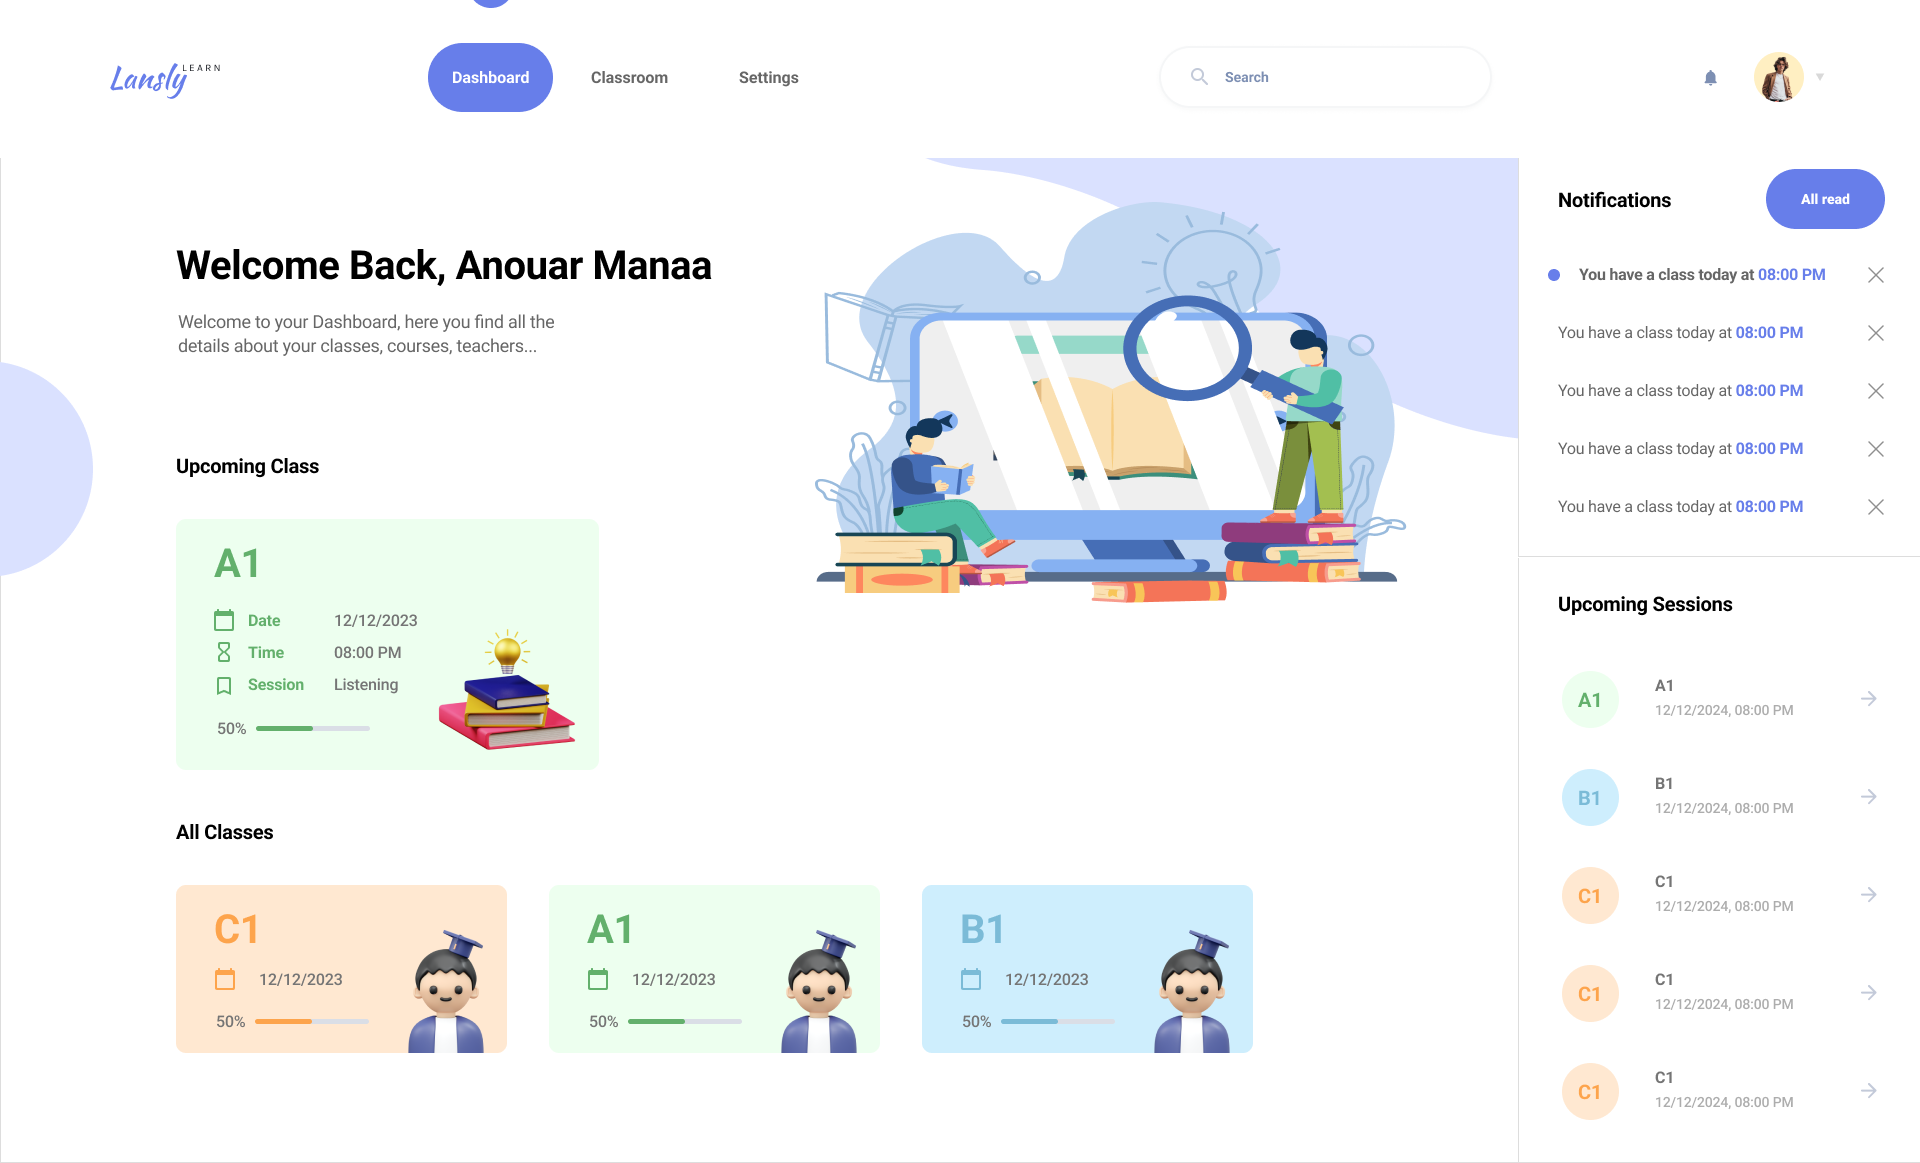 Lansly LEARN
Dashboard
Classroom
Settings
Search
Welcome Back, Anouar Manaa
Welcome to your Dashboard, here you find all the
details about your classes, courses, teachers...
Upcoming Class
A1
Date 12/12/2023
Time 08:00 PM
Session Listening
50%
All Classes
C1
12/12/2023
50%
A1
12/12/2023
50%
B1
12/12/2023
50%
Notifications
All read
You have a class today at 08:00 PM
You have a class today at 08:00 PM
You have a class today at 08:00 PM
You have a class today at 08:00 PM
You have a class today at 08:00 PM
Upcoming Sessions
A1
A1
12/12/2024, 08:00 PM
B1
B1
12/12/2024, 08:00 PM
C1
C1
12/12/2024, 08:00 PM
C1
C1
12/12/2024, 08:00 PM
C1
C1
12/12/2024, 08:00 PM